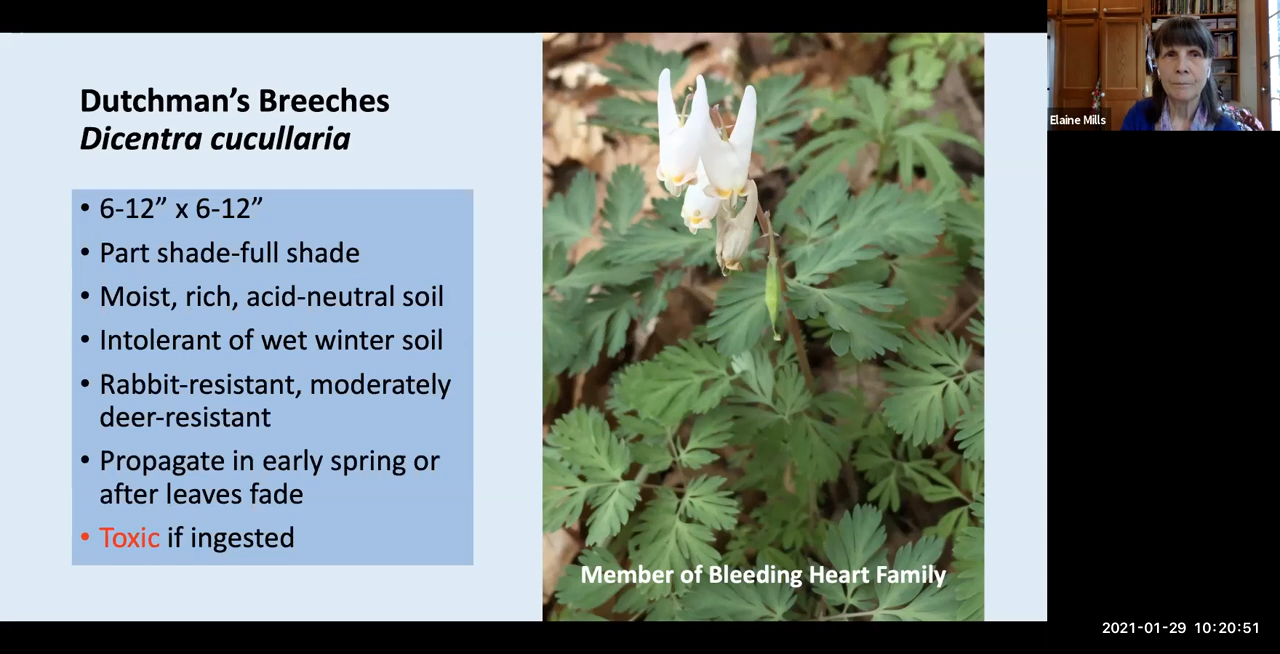 Dutchman’s Breeches
Dicentra cucullaria
• 6-12” x 6-12”
• Part shade-full shade
• Moist, rich, acid-neutral soil
• Intolerant of wet winter soil
• Rabbit-resistant, moderately
deer-resistant
• Propagate in early spring or
after leaves fade
• Toxic if ingested
Member of Bleeding Heart Family
Elaine Mills
2021-01-29 10:20:51